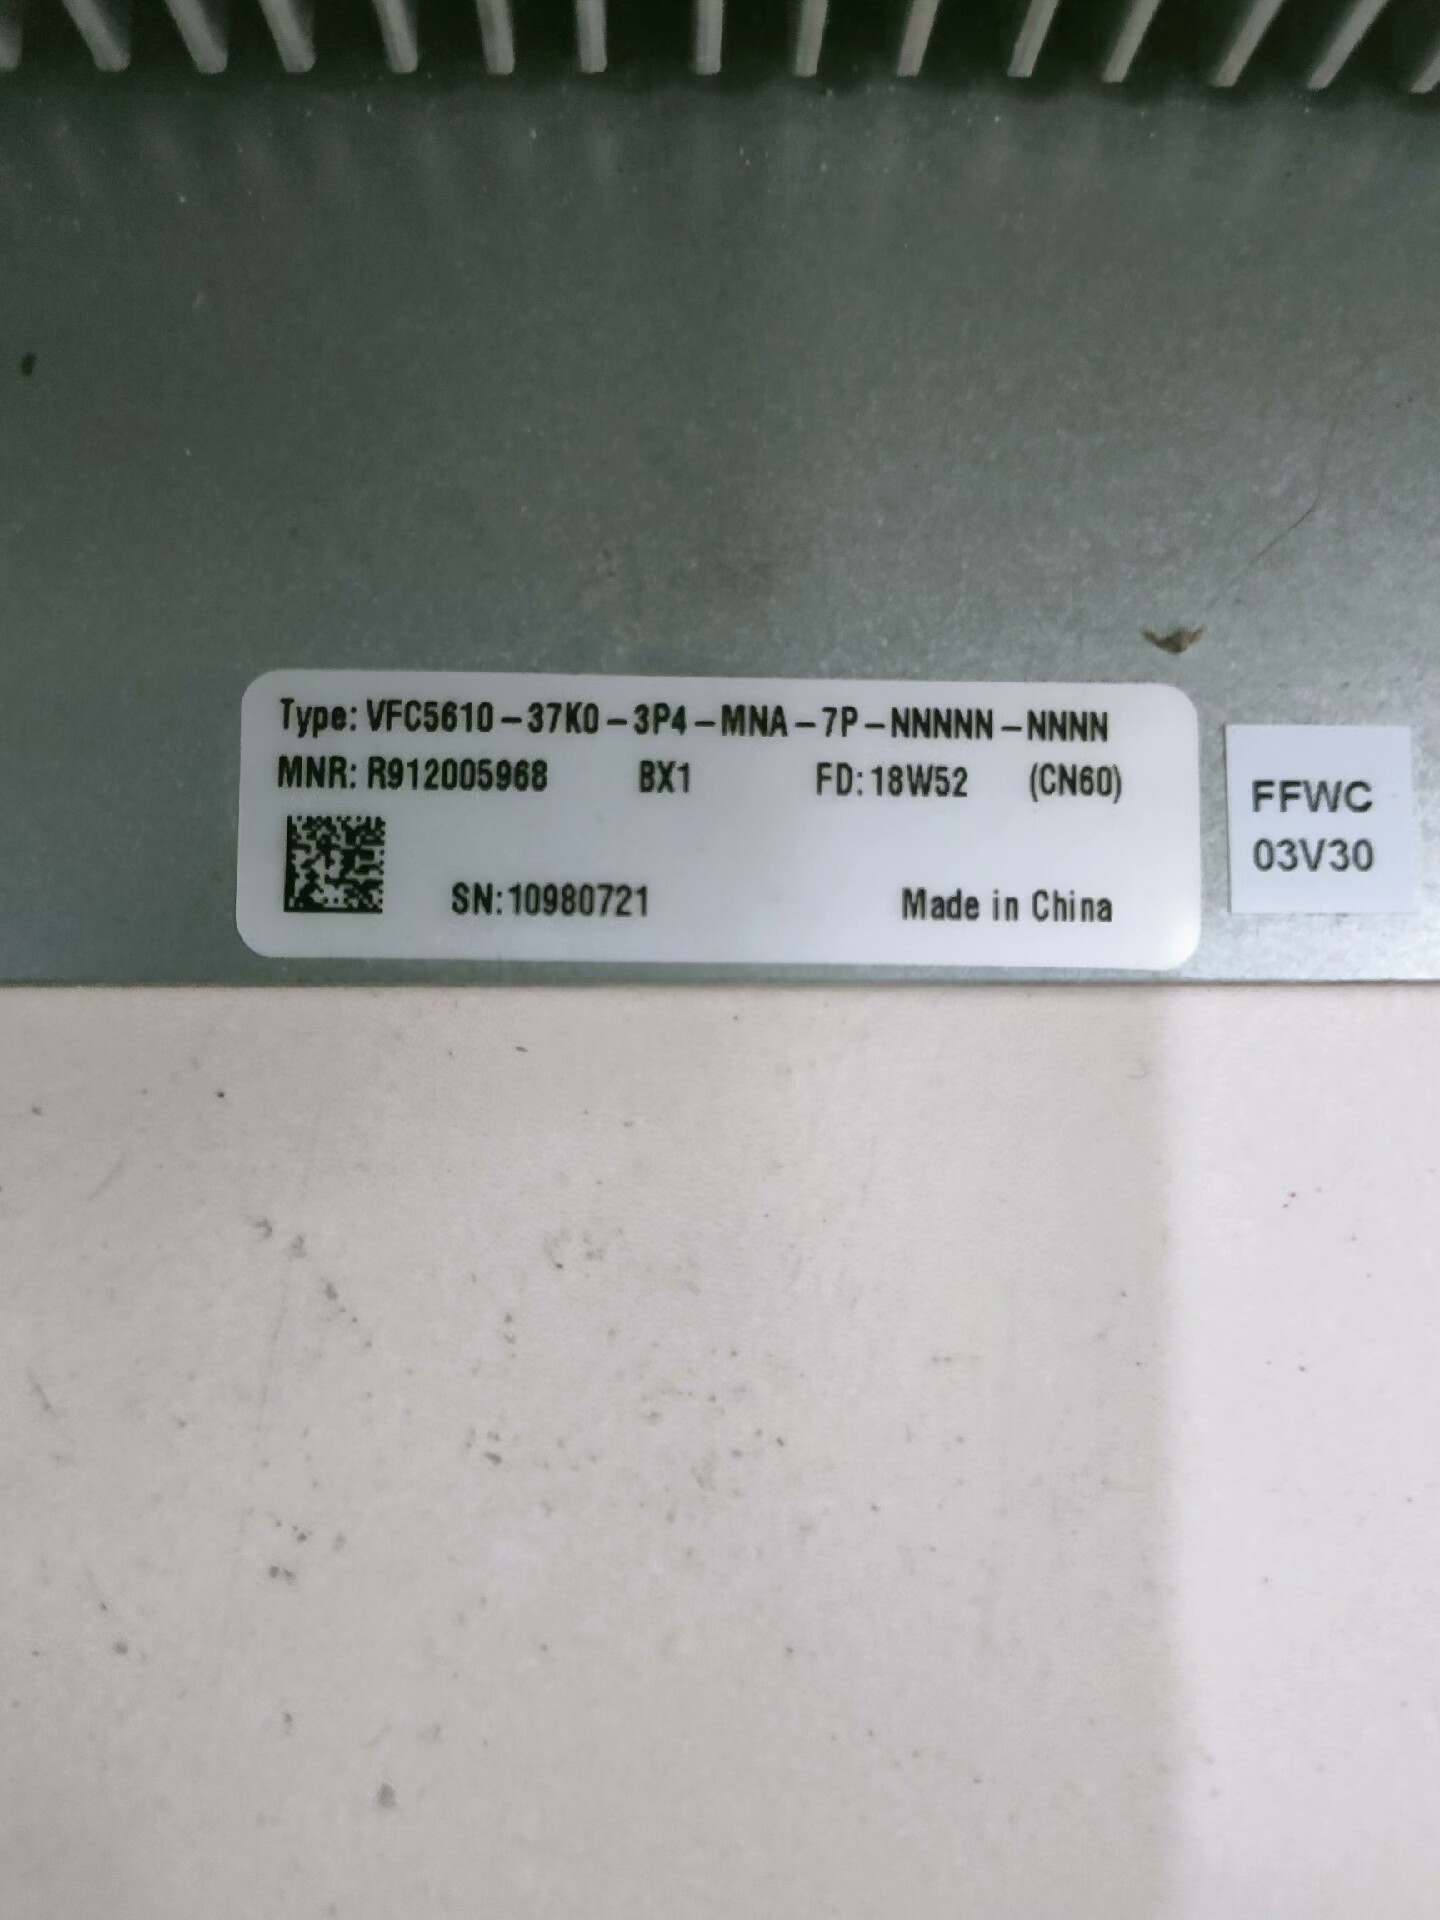 Type: VFC5610-37K0-3P4-MNA-7P-NNNNN-NNNN
MNR: R912005968 BX1 FD: 18W52 (CN60)
SN: 10980721 Made in China
FFWC
03V30